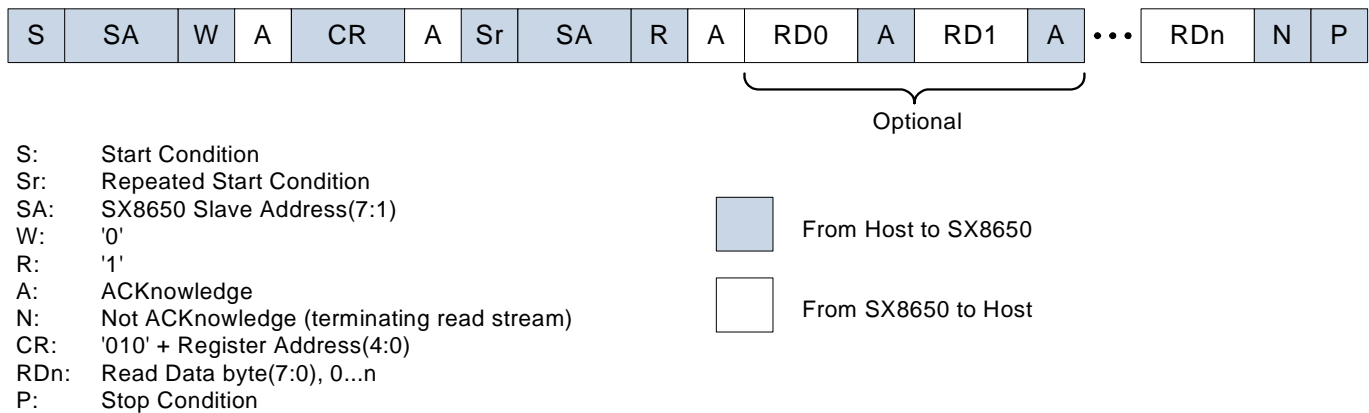 S SA W A CR A Sr SA R A RD0 A RD1 A ••• RDn N P
Optional
S: Start Condition
Sr: Repeated Start Condition
SA: SX8650 Slave Address(7:1)
W: '0'
R: '1'
A: ACKnowledge
N: Not ACKnowledge (terminating read stream)
CR: '010' + Register Address(4:0)
RDn: Read Data byte(7:0), 0...n
P: Stop Condition
From Host to SX8650
From SX8650 to Host